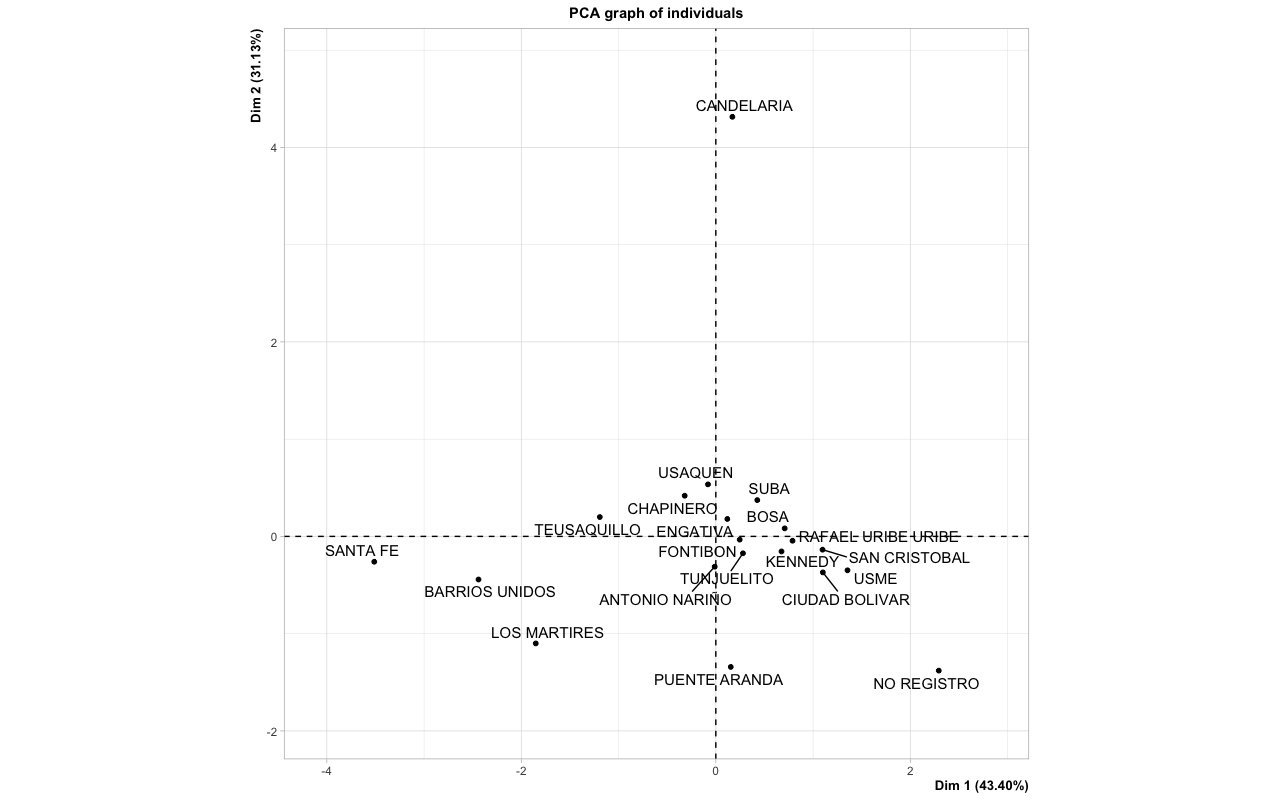 PCA graph of individuals
Dim 2 (31.13%)
CANDELARIA
4
2
USAQUEN
SUBA
CHAPINERO
BOSA
TEUSAQUILLO
ENGATIVA
0
RAFAEL URIBE URIBE
SANTA FE
FONTIBON
SAN CRISTOBAL
KENNEDY
TUNJUELITO
USME
BARRIOS UNIDOS
ANTONIO NARIÑO
CIUDAD BOLIVAR
LOS MARTIRES
PUENTE ARANDA
NO REGISTRO
-2
-4
-2
0
2
Dim 1 (43.40%)